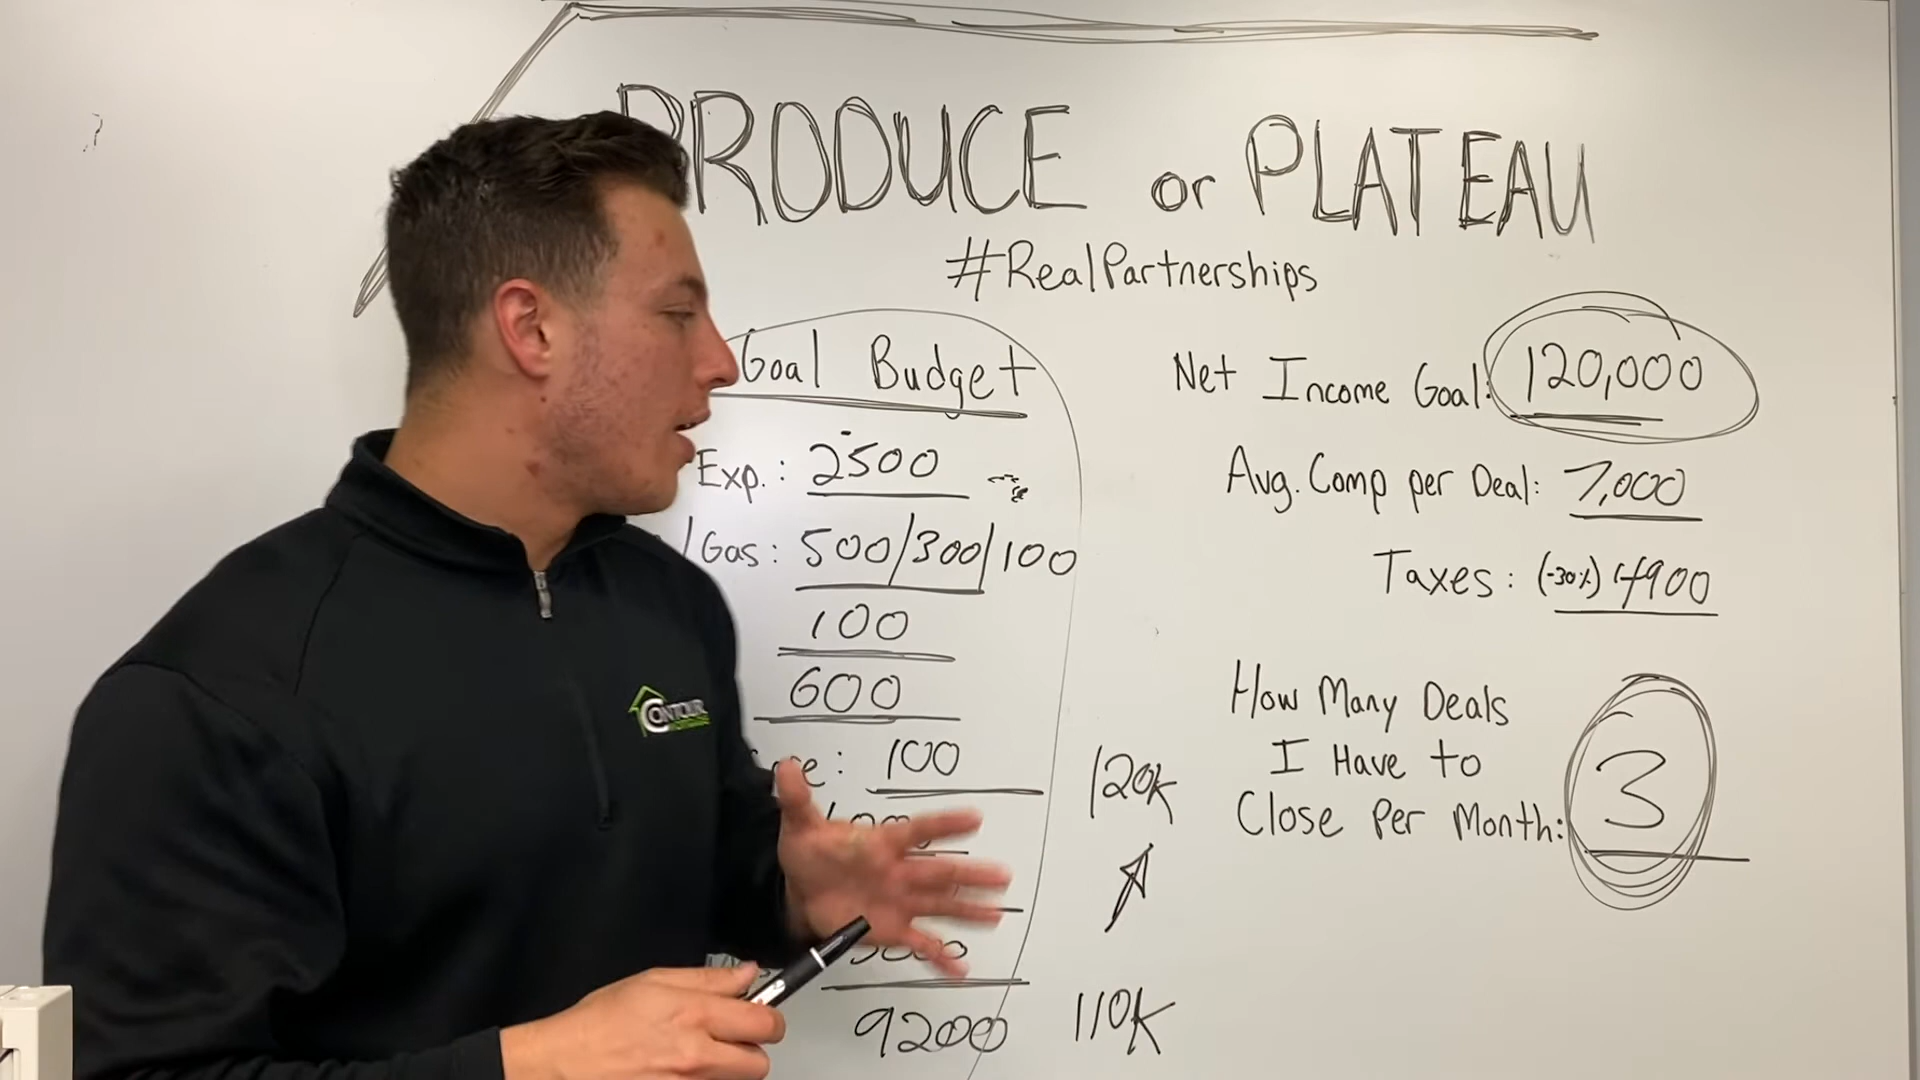 PRODUCE or PLATEAU
#RealPartnerships
Goal Budget
Exp.: 2500
/Gas: 500/300/100
100
600
100
9200
120K
110K
Net Income Goal: 120,000
Avg. Comp per Deal: 7,000
Taxes: (-30%) 4900
How Many Deals
I Have to
Close Per Month: 3
CONTOUR